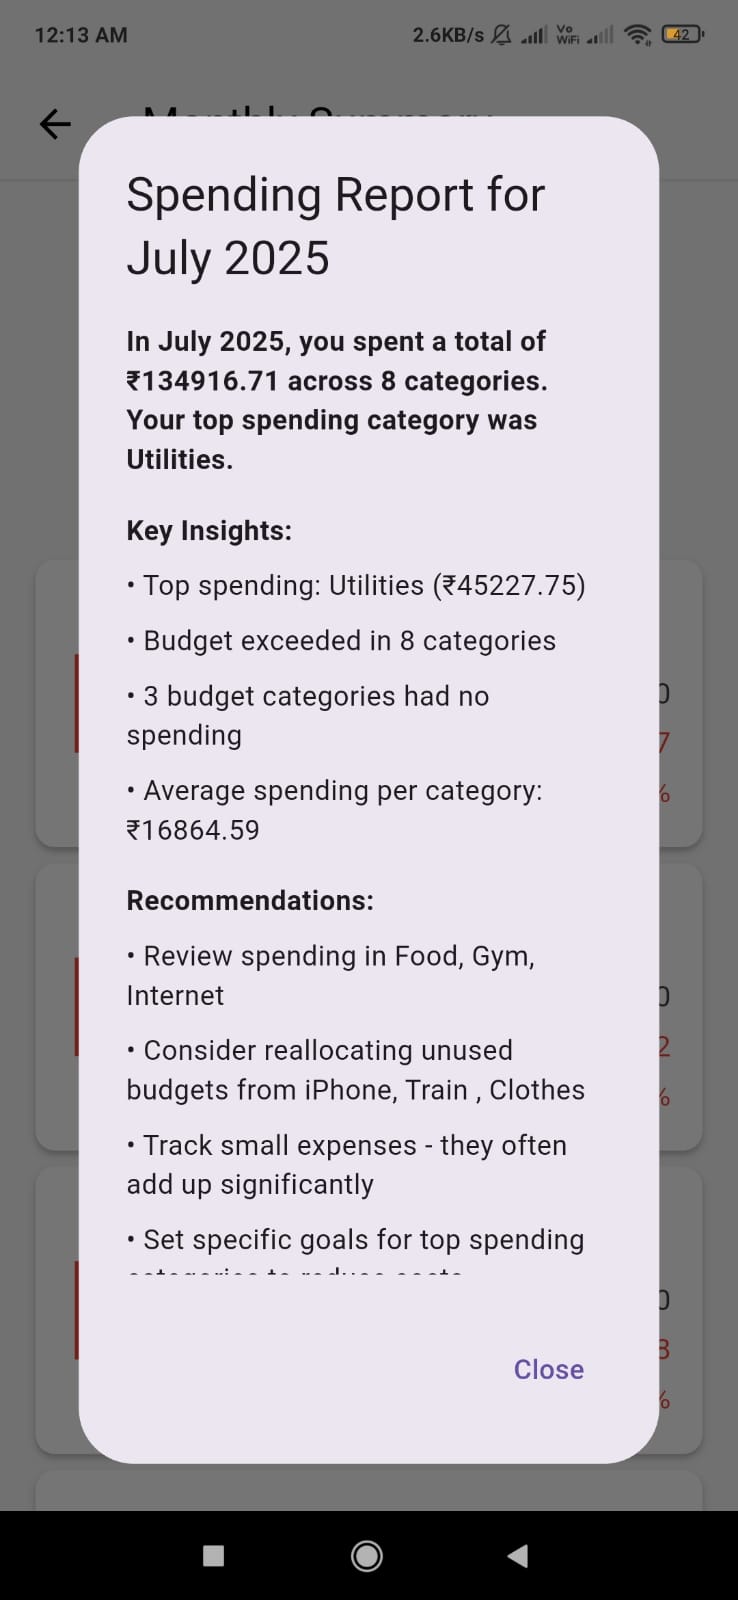 12:13 AM 2.6KB/s Vo WiFi 42
Spending Report for
July 2025
In July 2025, you spent a total of
₹134916.71 across 8 categories.
Your top spending category was
Utilities.
Key Insights:
• Top spending: Utilities (₹45227.75)
• Budget exceeded in 8 categories
• 3 budget categories had no
spending
• Average spending per category:
₹16864.59
Recommendations:
• Review spending in Food, Gym,
Internet
• Consider reallocating unused
budgets from iPhone, Train , Clothes
• Track small expenses - they often
add up significantly
• Set specific goals for top spending
Close